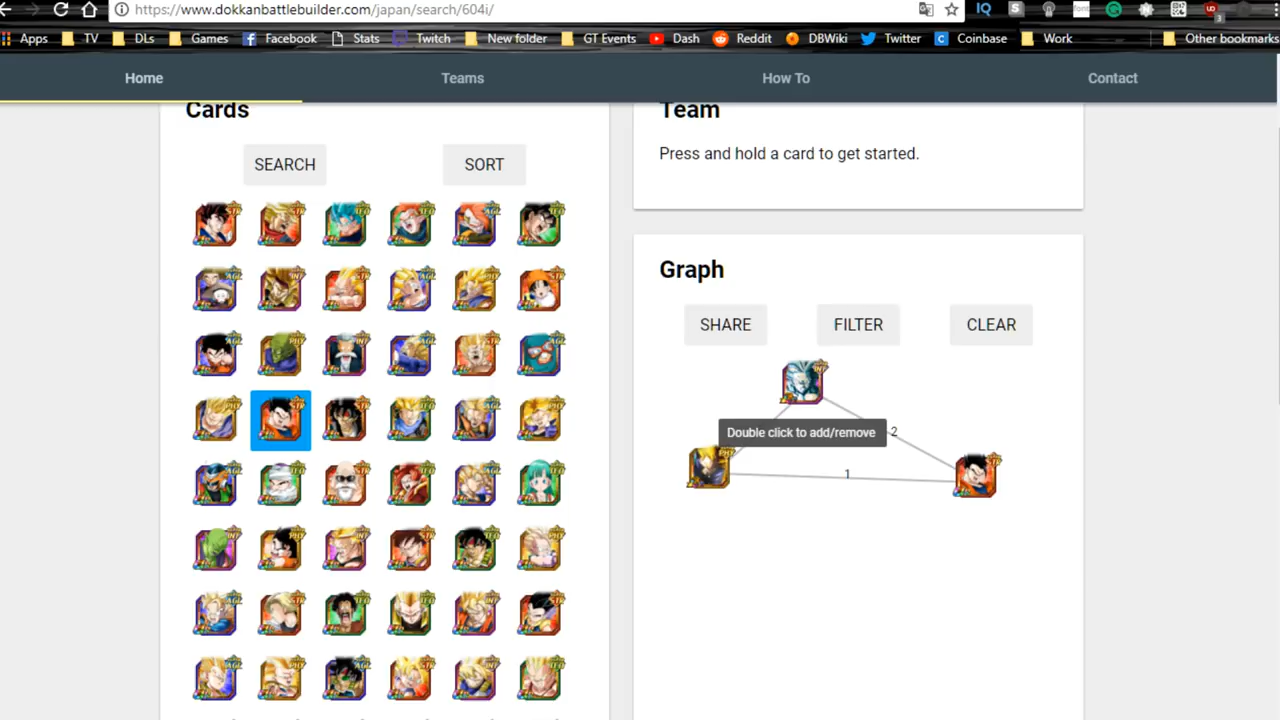 https://www.dokkanbattlebuilder.com/japan/search/604i/
Apps TV DLs Games Facebook Stats Twitch New folder GT Events Dash Reddit DBWiki Twitter Coinbase Work Other bookmarks
Home Teams How To Contact
Cards
SEARCH SORT
Team
Press and hold a card to get started.
Graph
SHARE FILTER CLEAR
Double click to add/remove
2
1